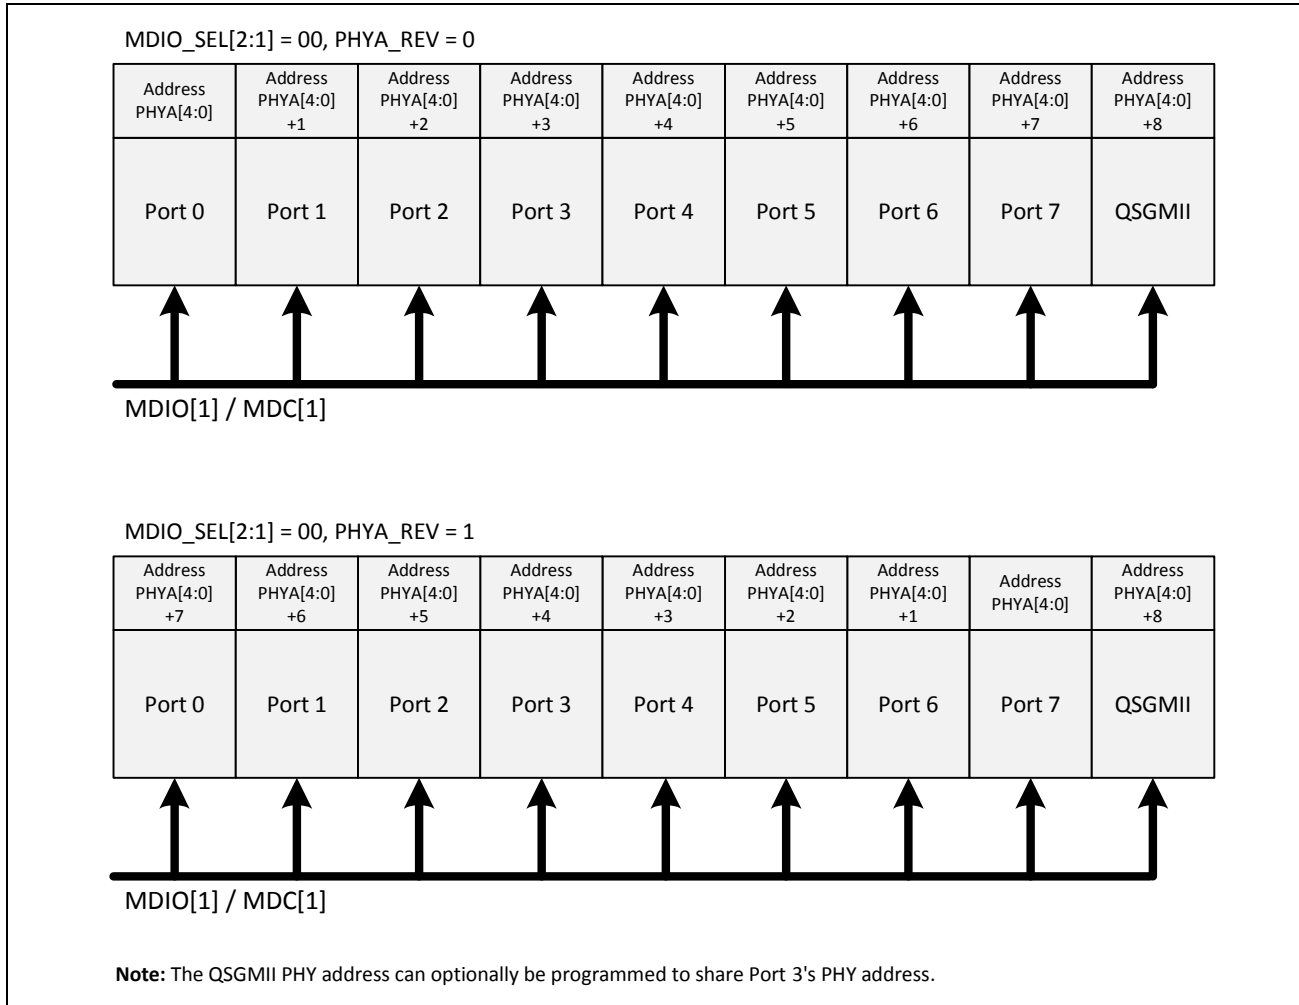 MDIO_SEL[2:1] = 00, PHYA_REV = 0
Address PHYA[4:0]
Address PHYA[4:0] +1
Address PHYA[4:0] +2
Address PHYA[4:0] +3
Address PHYA[4:0] +4
Address PHYA[4:0] +5
Address PHYA[4:0] +6
Address PHYA[4:0] +7
Address PHYA[4:0] +8
Port 0 Port 1 Port 2 Port 3 Port 4 Port 5 Port 6 Port 7 QSGMII
MDIO[1] / MDC[1]
MDIO_SEL[2:1] = 00, PHYA_REV = 1
Address PHYA[4:0] +7
Address PHYA[4:0] +6
Address PHYA[4:0] +5
Address PHYA[4:0] +4
Address PHYA[4:0] +3
Address PHYA[4:0] +2
Address PHYA[4:0] +1
Address PHYA[4:0]
Address PHYA[4:0] +8
Port 0 Port 1 Port 2 Port 3 Port 4 Port 5 Port 6 Port 7 QSGMII
MDIO[1] / MDC[1]
Note: The QSGMII PHY address can optionally be programmed to share Port 3's PHY address.